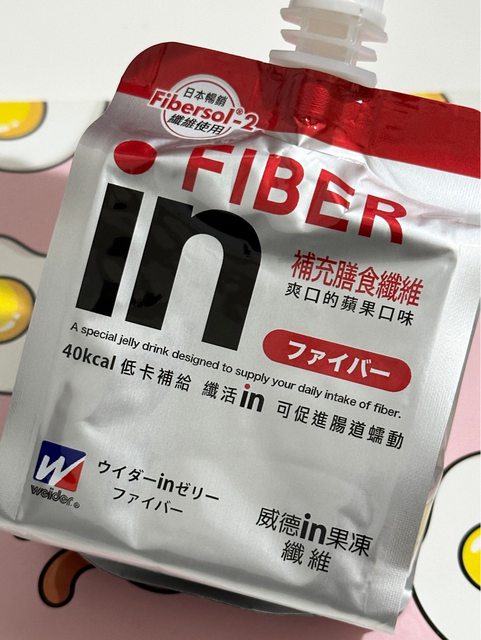 日本暢銷
Fibersol®-2
纖維使用
FIBER
in
補充膳食纖維
爽口的蘋果口味
ファイバー
A special jelly drink designed to supply your daily intake of fiber.
40kcal 低卡補給 纖活in 可促進腸道蠕動
W
weider®
ウイダーinゼリー
ファイバー
威德in果凍
纖維